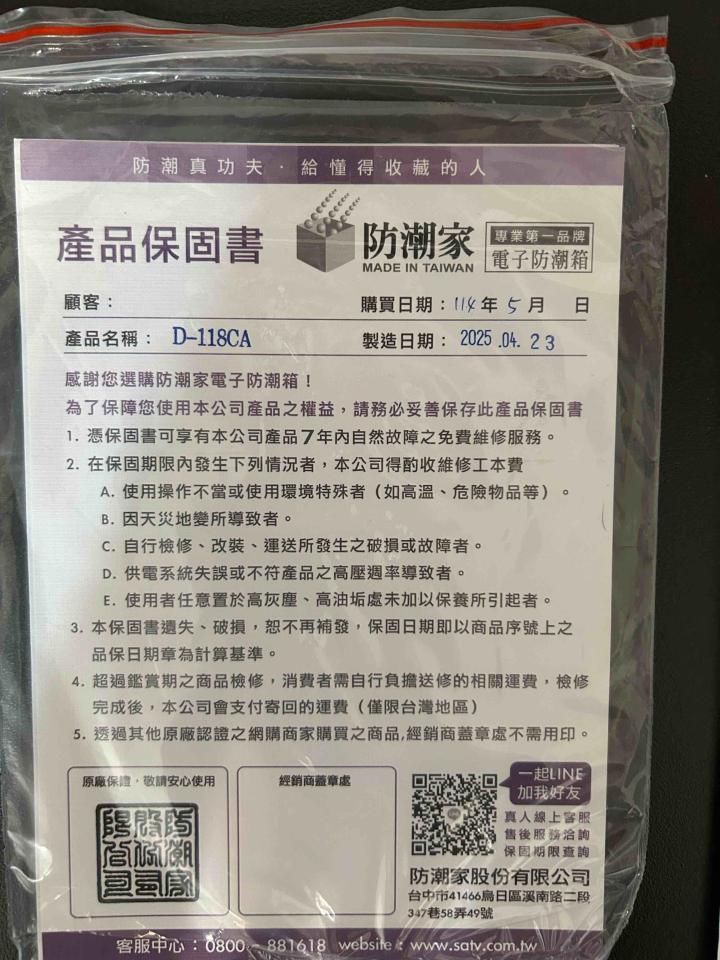 防潮真功夫．給懂得收藏的人
產品保固書
防潮家
MADE IN TAIWAN
專業第一品牌
電子防潮箱
顧客：
購買日期：114年5月 日
產品名稱：D-118CA
製造日期：2025.04.23
感謝您選購防潮家電子防潮箱！
為了保障您使用本公司產品之權益，請務必妥善保存此產品保固書
1. 憑保固書可享有本公司產品7年內自然故障之免費維修服務。
2. 在保固期限內發生下列情況者，本公司得酌收維修工本費
A. 使用操作不當或使用環境特殊者（如高溫、危險物品等）。
B. 因天災地變所導致者。
C. 自行檢修、改裝、運送所發生之破損或故障者。
D. 供電系統失誤或不符產品之高壓週率導致者。
E. 使用者任意置於高灰塵、高油垢處未加以保養所引起者。
3. 本保固書遺失、破損，恕不再補發，保固日期即以商品序號上之
品保日期章為計算基準。
4. 超過鑑賞期之商品檢修，消費者需自行負擔送修的相關運費，檢修
完成後，本公司會支付寄回的運費（僅限台灣地區）
5. 透過其他原廠認證之網購商家購買之商品,經銷商蓋章處不需用印。
原廠保證，敬請安心使用
防潮家
股份有
限公司
經銷商蓋章處
一起LINE
加我好友
真人線上客服
售後服務洽詢
保固期限查詢
防潮家股份有限公司
台中市41466烏日區溪南路二段
347巷58弄49號
客服中心：0800 - 881618 website：www.satv.com.tw